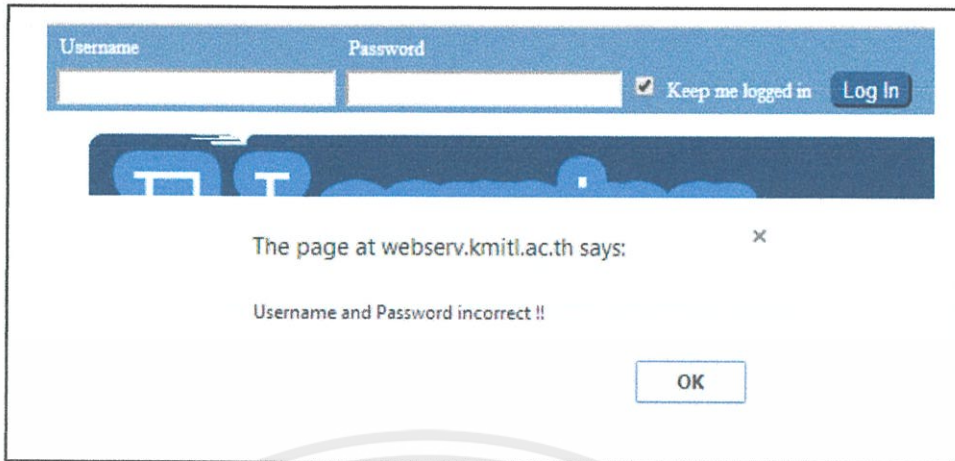 Username Password
Keep me logged in Log In
The page at webserv.kmitl.ac.th says:
Username and Password incorrect !!
OK